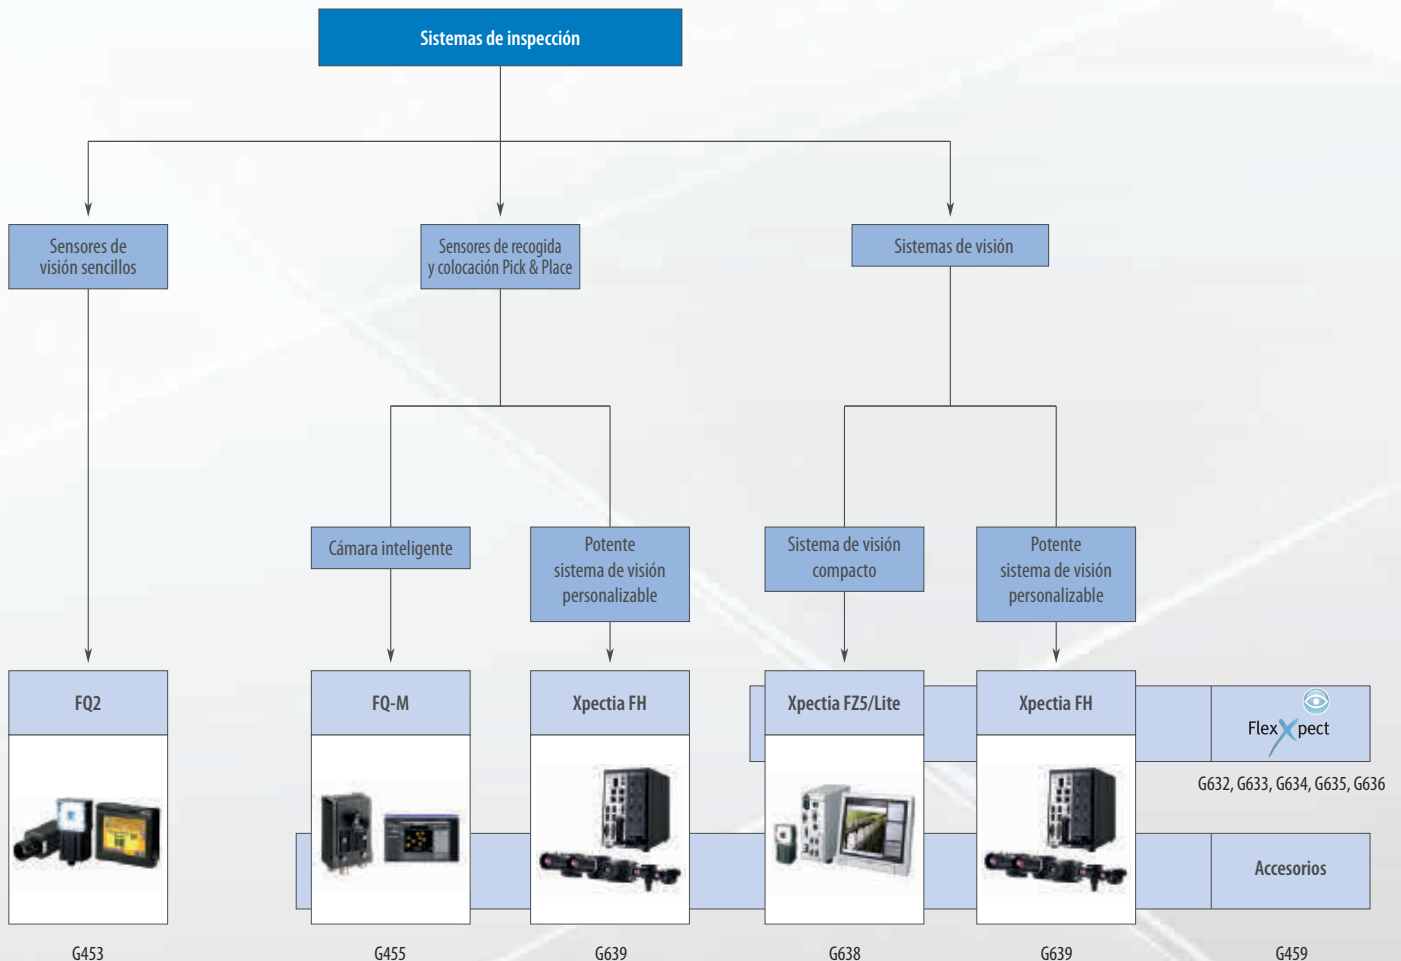 Sistemas de inspección
Sensores de
visión sencillos
Sensores de recogida
y colocación Pick & Place
Sistemas de visión
Cámara inteligente
Potente
sistema de visión
personalizable
Sistema de visión
compacto
Potente
sistema de visión
personalizable
FQ2
FQ-M
Xpectia FH
Xpectia FZ5/Lite
Xpectia FH
FlexXpect
G632, G633, G634, G635, G636
Accesorios
G453
G455
G639
G638
G639
G459